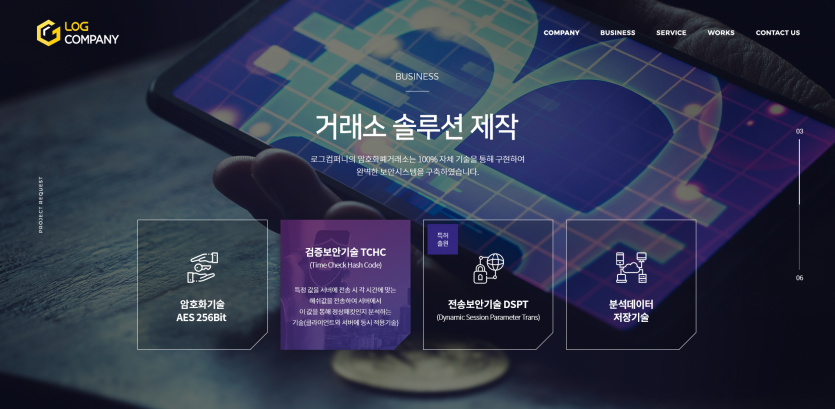 LOG
COMPANY
COMPANY
BUSINESS
SERVICE
WORKS
CONTACT US
BUSINESS
거래소 솔루션 제작
로그컴퍼니의 암호화폐거래소는 100% 자체 기술을 통해 구현하여
완벽한 보안시스템을 구축하였습니다.
03
PROJECT REQUEST
06
암호화기술
AES 256Bit
검증보안기술 TCHC
(Time Check Hash Code)
특정 값을 서버에 전송 시 각 시간에 맞는
해쉬값을 전송하여 서버에서
이 값을 통해 정상패킷인지 분석하는
기술(클라이언트와 서버에 동시 적용기술)
특허
출원
전송보안기술 DSPT
(Dynamic Session Parameter Trans)
분석데이터
저장기술